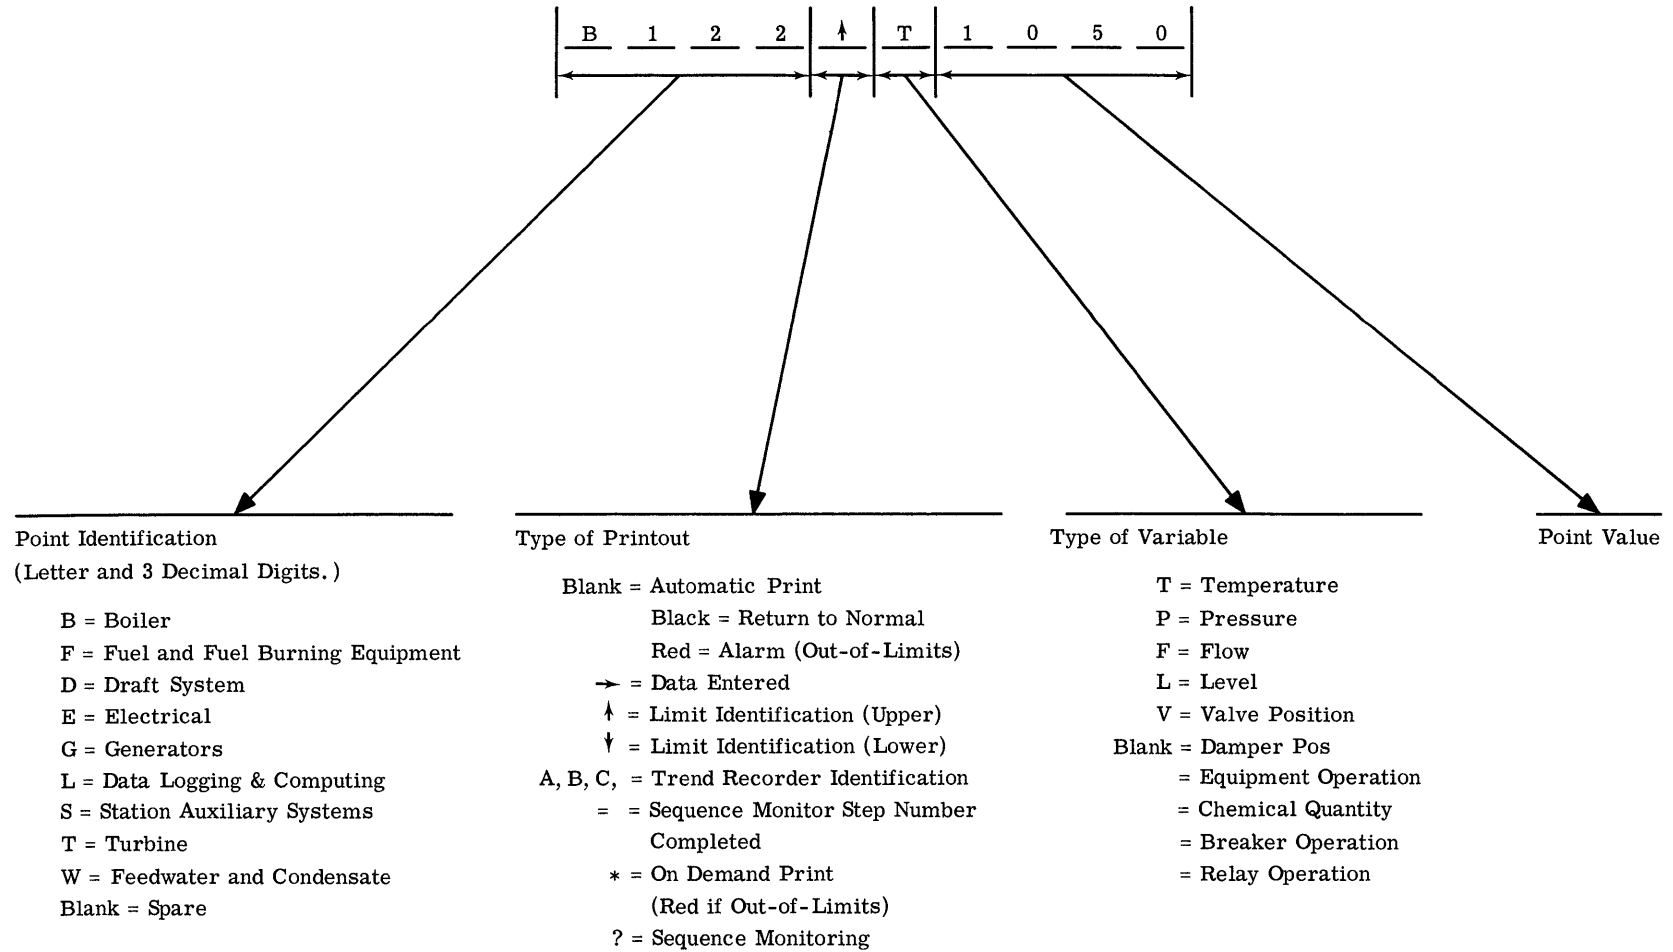 B 1 2 2 ↑ T 1 0 5 0
Point Identification
(Letter and 3 Decimal Digits.)
B = Boiler
F = Fuel and Fuel Burning Equipment
D = Draft System
E = Electrical
G = Generators
L = Data Logging & Computing
S = Station Auxiliary Systems
T = Turbine
W = Feedwater and Condensate
Blank = Spare
Type of Printout
Blank = Automatic Print
Black = Return to Normal
Red = Alarm (Out-of-Limits)
→ = Data Entered
↑ = Limit Identification (Upper)
↓ = Limit Identification (Lower)
A, B, C, = Trend Recorder Identification
= = Sequence Monitor Step Number
Completed
* = On Demand Print
(Red if Out-of-Limits)
? = Sequence Monitoring
Type of Variable
T = Temperature
P = Pressure
F = Flow
L = Level
V = Valve Position
Blank = Damper Pos
= Equipment Operation
= Chemical Quantity
= Breaker Operation
= Relay Operation
Point Value